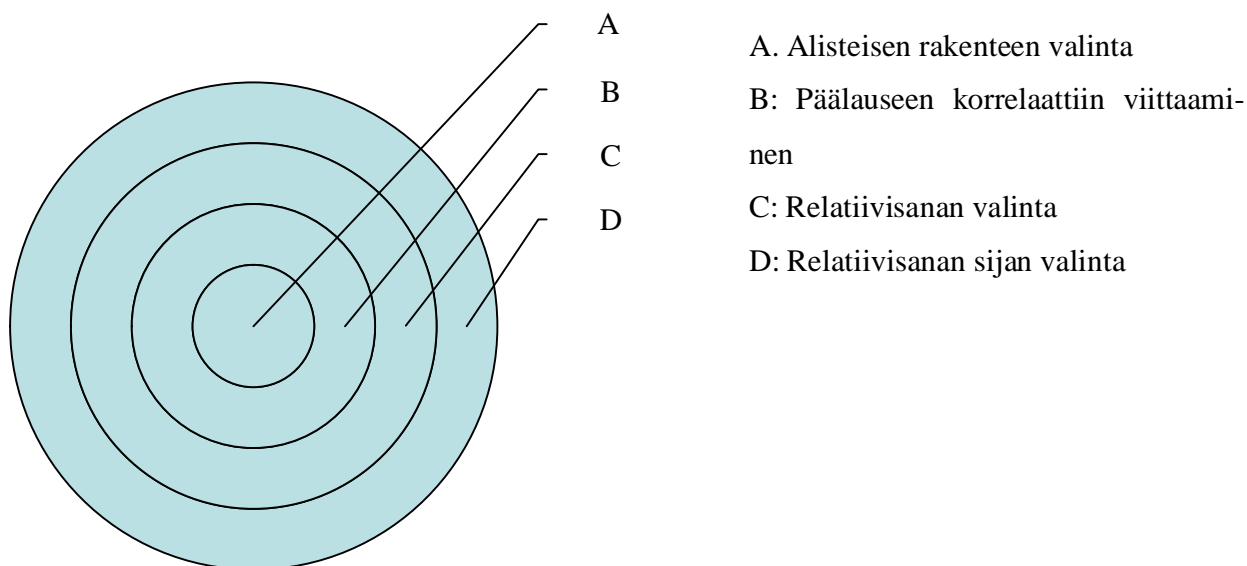 A
B
C
D
A. Alisteisen rakenteen valinta
B: Päälauseen korrelaattiin viittaami-
nen
C: Relatiivisanan valinta
D: Relatiivisanan sijan valinta